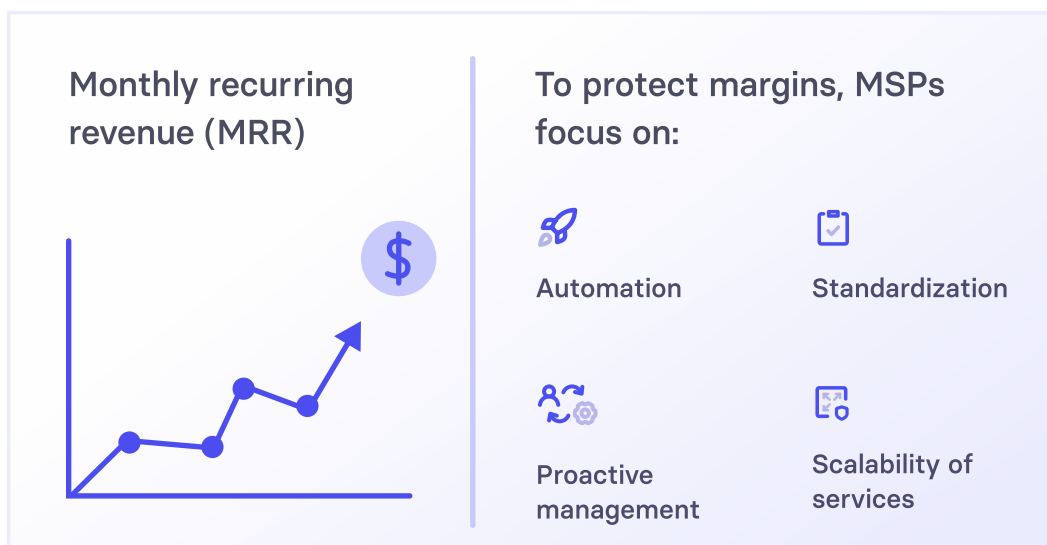 Monthly recurring
revenue (MRR)
$
To protect margins, MSPs
focus on:
Automation
Standardization
Proactive
management
Scalability of
services